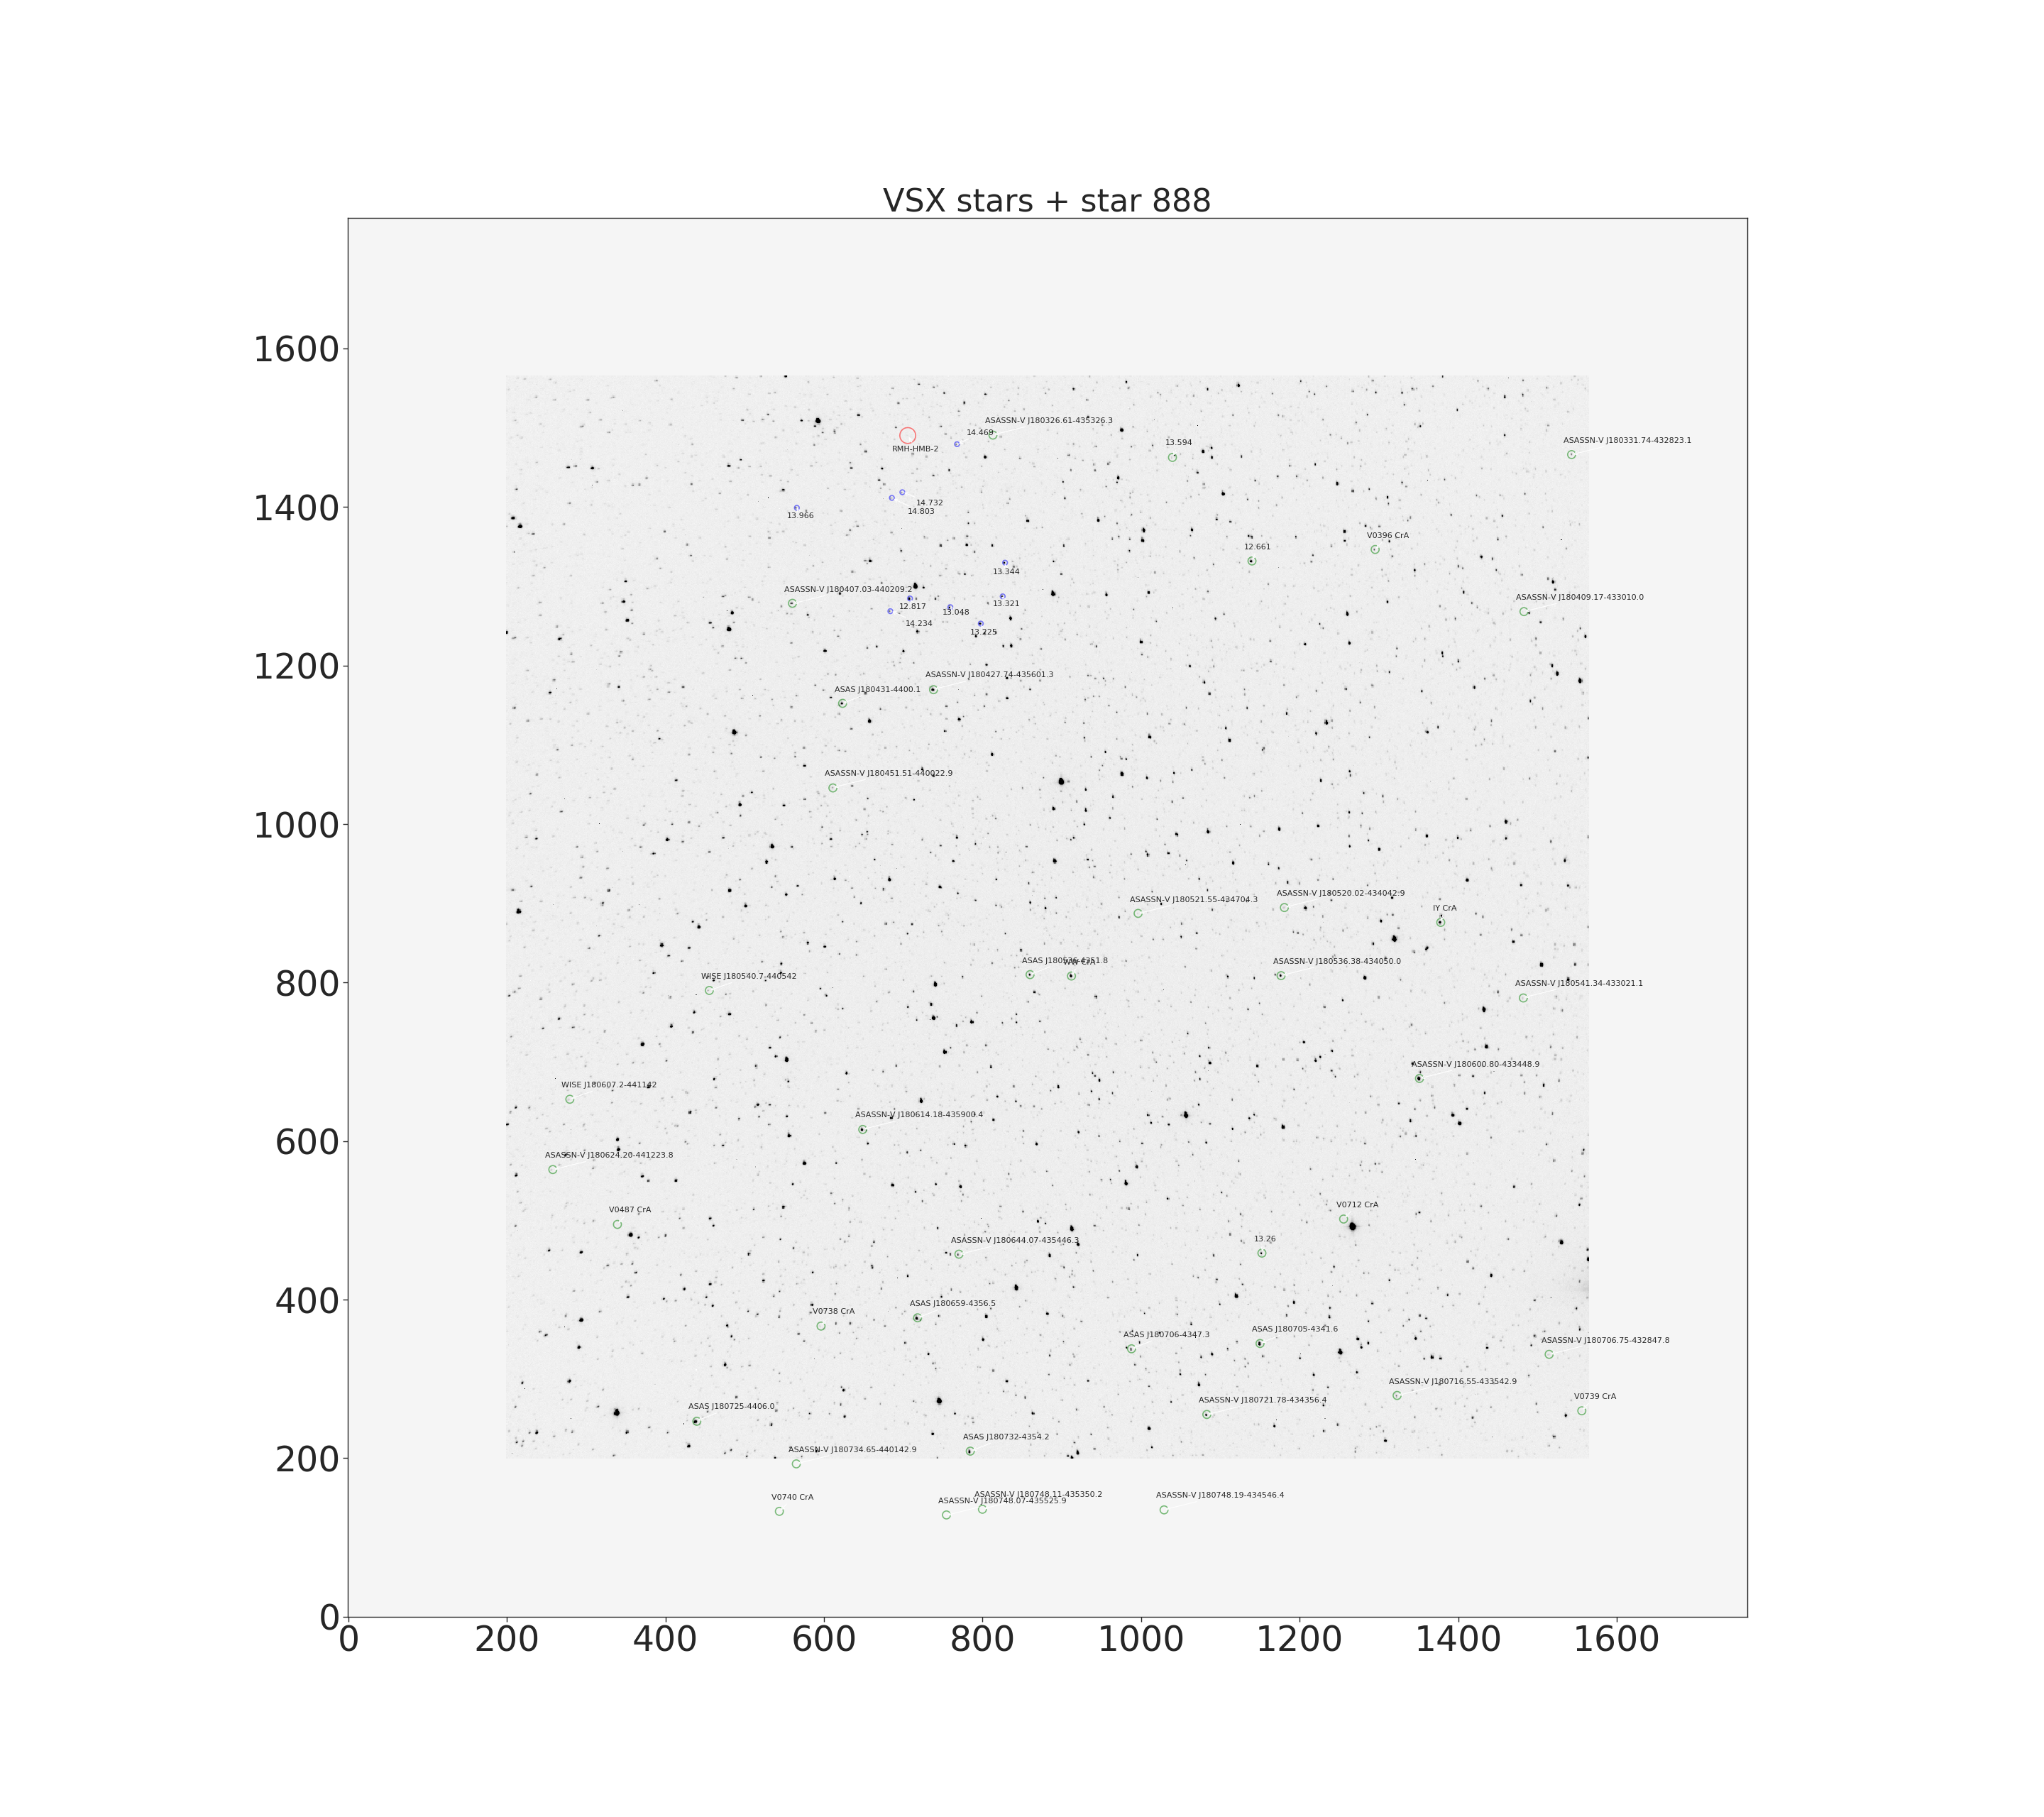 VSX stars + star 888
1600
ASASSN-V J180326.61-435326.3
14.469
13.594
ASASSN-V J180331.74-432823.1
RMH-HMB-2
14.732
1400
14.803
13.966
V0396 CrA
12.661
13.344
ASASSN-V J180407.03-440209.2
ASASSN-V J180409.17-433010.0
13.321
12.817
13.048
14.234
13.225
1200
ASASSN-V J180427.74-435601.3
ASAS J180431-4400.1
ASASSN-V J180451.51-440022.9
1000
ASASSN-V J180520.02-434042.9
ASASSN-V J180521.55-434704.3
IY CrA
ASAS J180536-4351.8
ASASSN-V J180536.38-434050.0
WISE J180540.7-440542
800
ASASSN-V J180541.34-433021.1
ASASSN-V J180600.80-433448.9
WISE J180607.2-441142
ASASSN-V J180614.18-435900.4
600
ASASSN-V J180624.20-441223.8
V0712 CrA
V0487 CrA
13.26
ASASSN-V J180644.07-435446.3
400
ASAS J180659-4356.5
V0738 CrA
ASAS J180705-4341.6
ASAS J180706-4347.3
ASASSN-V J180706.75-432847.8
ASASSN-V J180716.55-433542.9
V0739 CrA
ASASSN-V J180721.78-434356.4
ASAS J180725-4406.0
ASAS J180732-4354.2
200
ASASSN-V J180734.65-440142.9
ASASSN-V J180748.11-435350.2
ASASSN-V J180748.19-434546.4
V0740 CrA
ASASSN-V J180748.07-435525.9
0
0 200 400 600 800 1000 1200 1400 1600